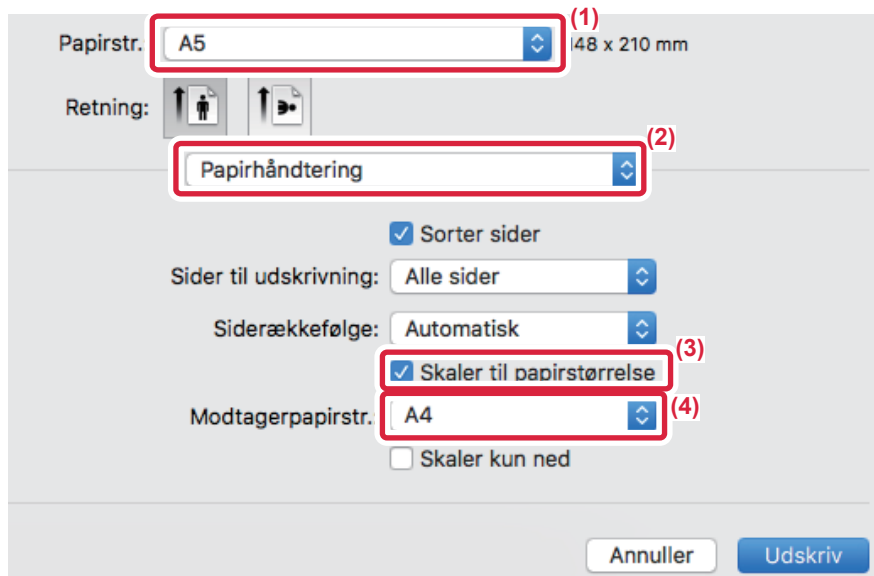 (1)
Papirstr. A5 148 x 210 mm
Retning:
(2)
Papirhåndtering
Sorter sider
Sider til udskrivning: Alle sider
Siderækkefølge: Automatisk
(3)
Skaler til papirstørrelse
Modtagerpapirstr. A4 (4)
Skaler kun ned
Annuller Udskriv